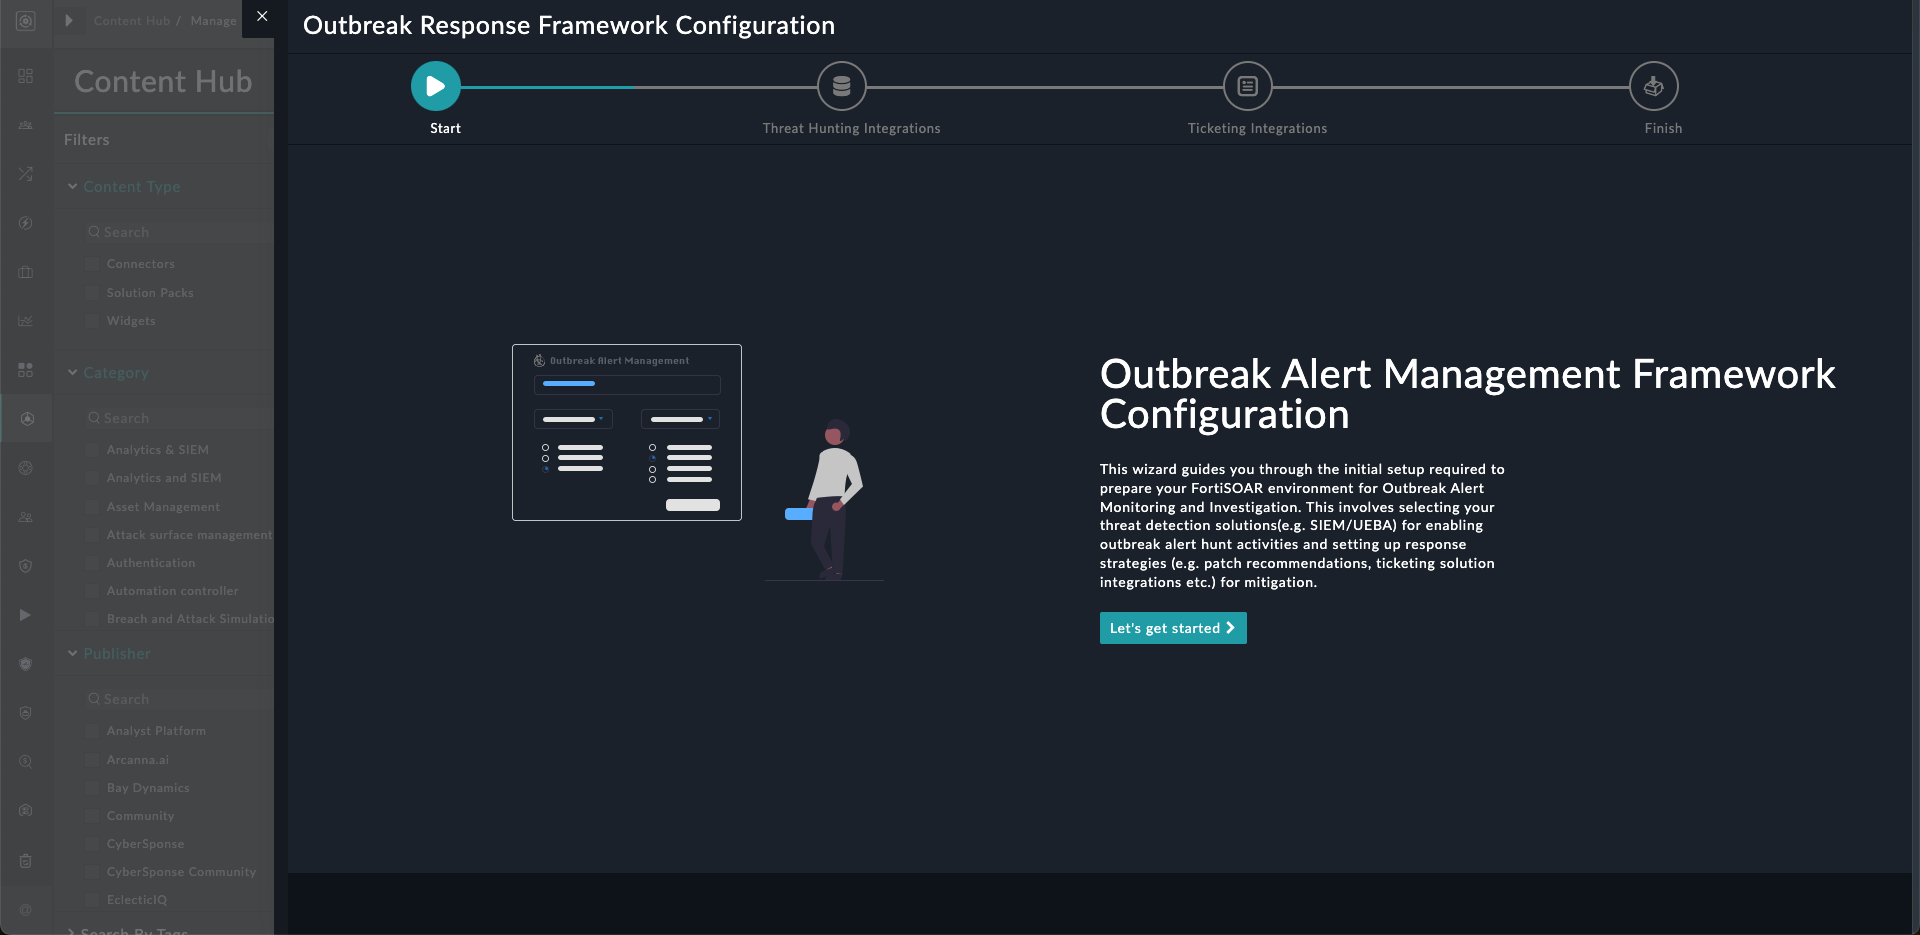 Content Hub / Manage
Outbreak Response Framework Configuration
Content Hub
Start
Threat Hunting Integrations
Ticketing Integrations
Finish
Filters
Content Type
Search
Connectors
Solution Packs
Widgets
Category
Search
Analytics & SIEM
Analytics and SIEM
Asset Management
Attack surface management
Authentication
Automation controller
Breach and Attack Simulatio
Publisher
Search
Analyst Platform
Arcanna.ai
Bay Dynamics
Community
CyberSponse
CyberSponse Community
EclecticIQ
Search By Tags
Outbreak Alert Management
Outbreak Alert Management Framework
Configuration
This wizard guides you through the initial setup required to
prepare your FortiSOAR environment for Outbreak Alert
Monitoring and Investigation. This involves selecting your
threat detection solutions(e.g. SIEM/UEBA) for enabling
outbreak alert hunt activities and setting up response
strategies (e.g. patch recommendations, ticketing solution
integrations etc.) for mitigation.
Let's get started